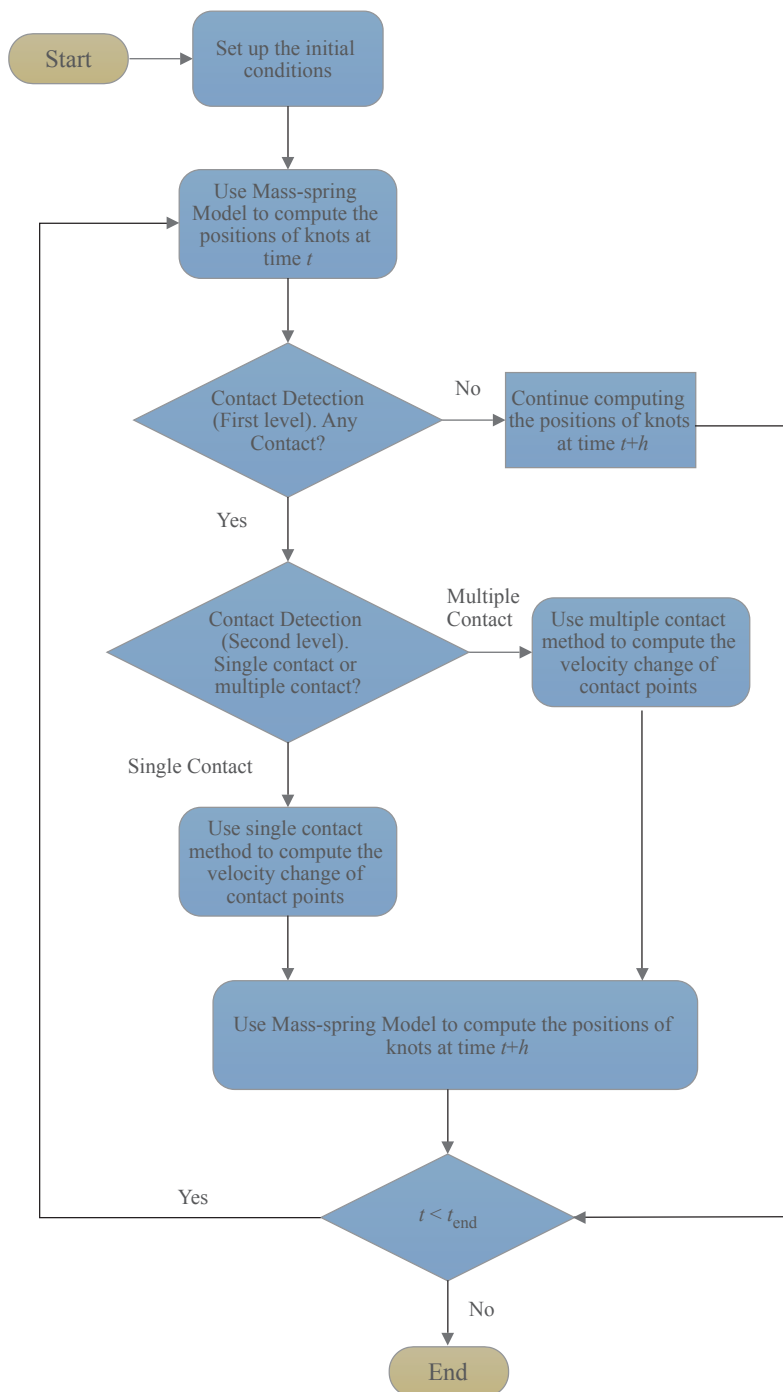 Start
Set up the initial
conditions
Use Mass-spring
Model to compute the
positions of knots at
time t
Contact Detection
(First level). Any
Contact?
No
Continue computing
the positions of knots
at time t+h
Yes
Contact Detection
(Second level).
Single contact or
multiple contact?
Multiple
Contact
Use multiple contact
method to compute the
velocity change of
contact points
Single Contact
Use single contact
method to compute the
velocity change of
contact points
Use Mass-spring Model to compute the positions of
knots at time t+h
Yes
t < t_end
No
End